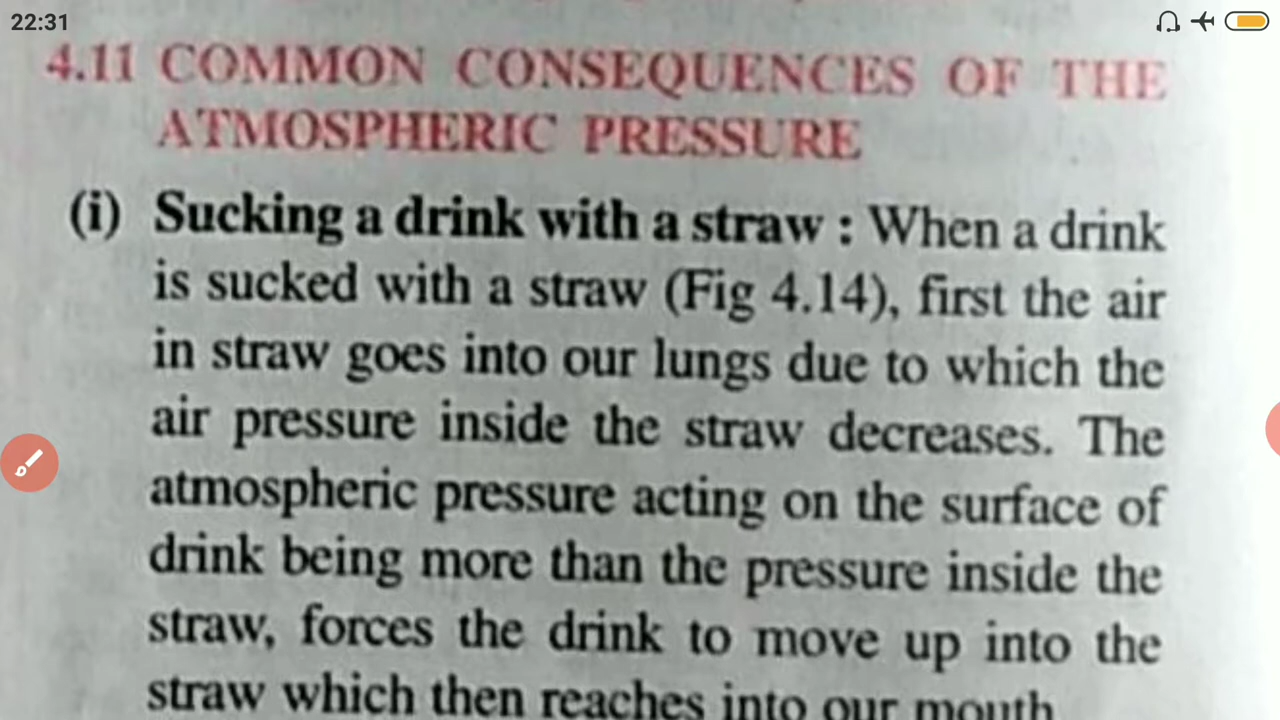 22:31
4.11 COMMON CONSEQUENCES OF THE
ATMOSPHERIC PRESSURE
(i) Sucking a drink with a straw : When a drink
is sucked with a straw (Fig 4.14), first the air
in straw goes into our lungs due to which the
air pressure inside the straw decreases. The
atmospheric pressure acting on the surface of
drink being more than the pressure inside the
straw, forces the drink to move up into the
straw which then reaches into our mouth